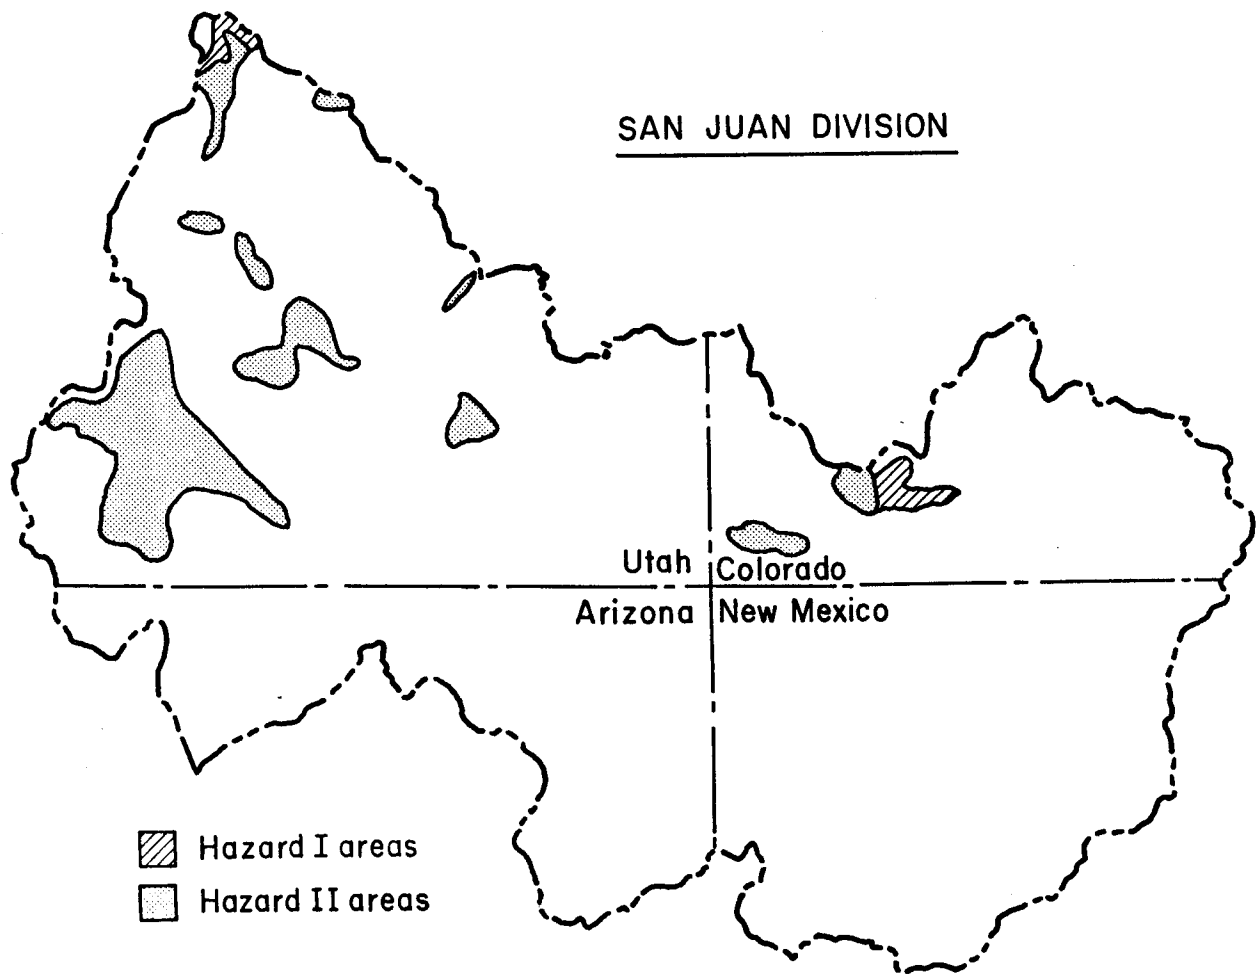 SAN JUAN DIVISION
Utah Colorado
Arizona New Mexico
Hazard I areas
Hazard II areas